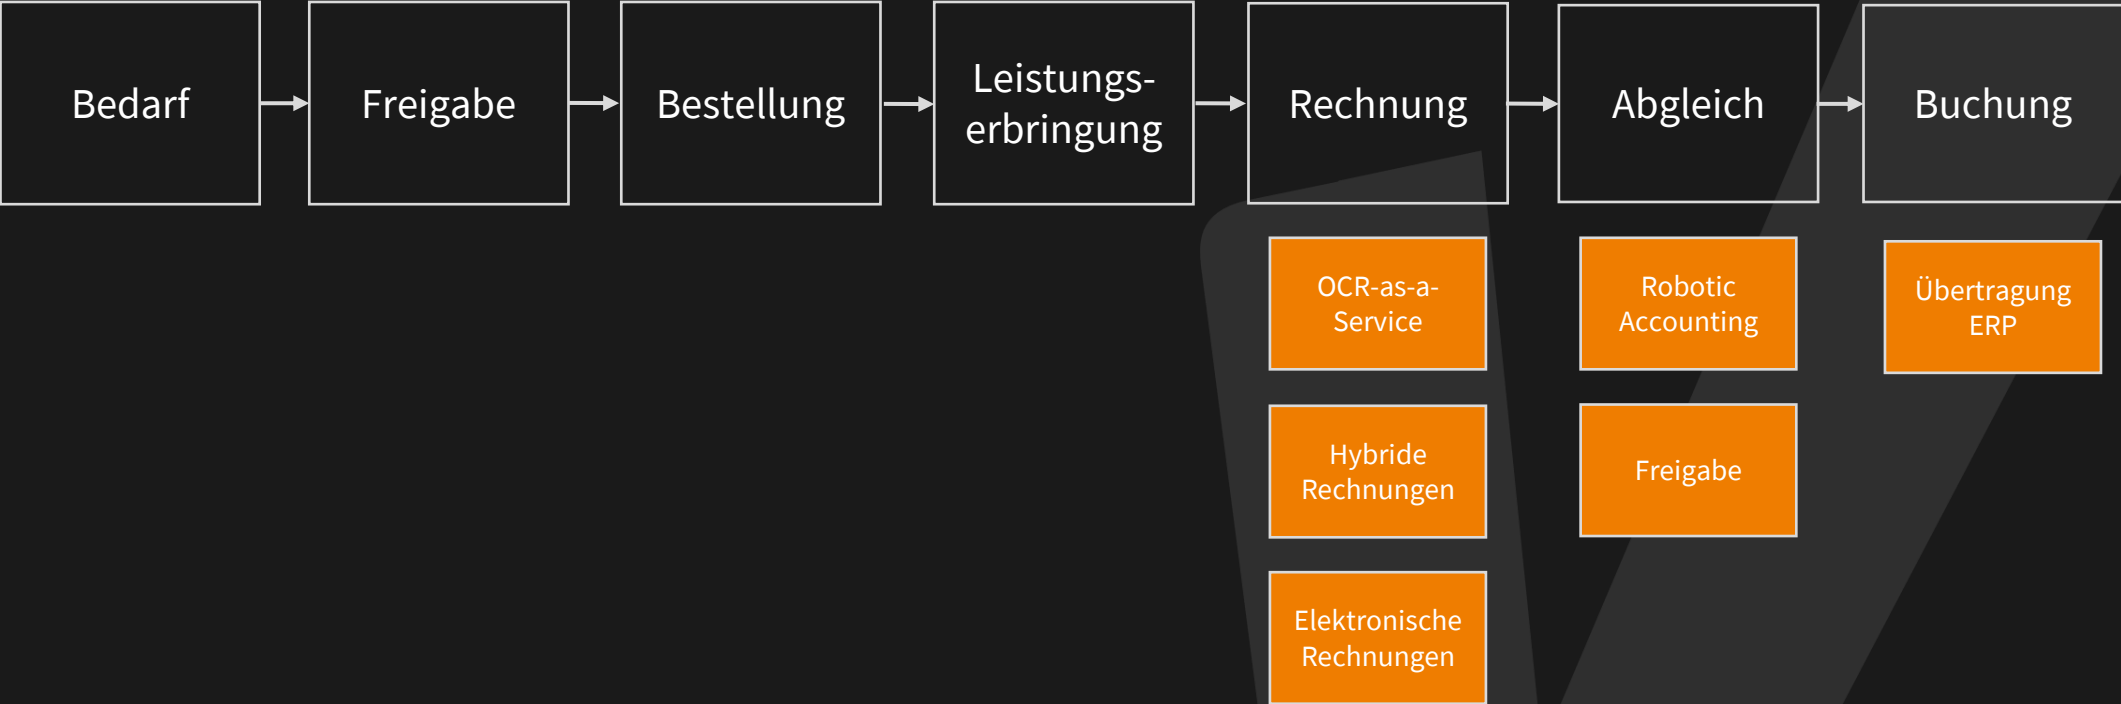 Bedarf
Freigabe
Bestellung
Leistungs-
erbringung
Rechnung
Abgleich
Buchung
OCR-as-a-
Service
Robotic
Accounting
Übertragung
ERP
Hybride
Rechnungen
Freigabe
Elektronische
Rechnungen